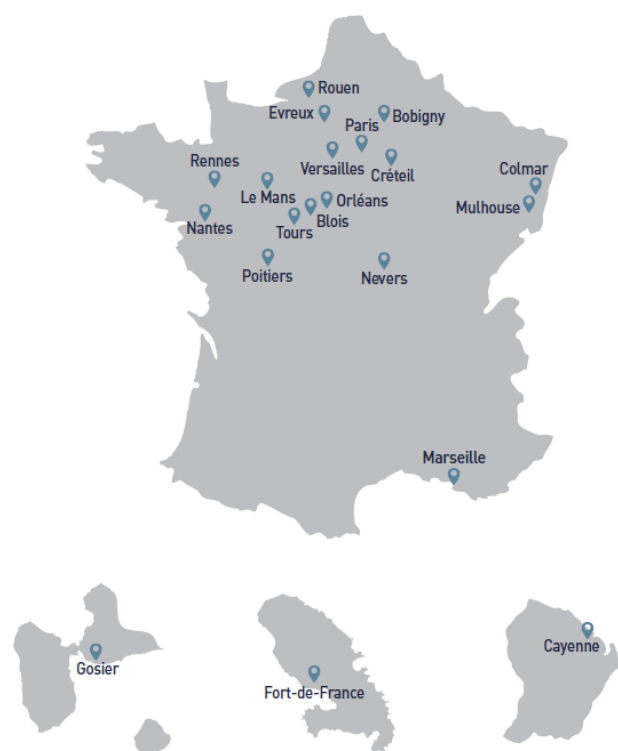 Rouen
Evreux
Bobigny
Paris
Versailles
Créteil
Rennes
Colmar
Le Mans
Orléans
Mulhouse
Nantes
Blois
Tours
Poitiers
Nevers
Marseille
Gosier
Fort-de-France
Cayenne